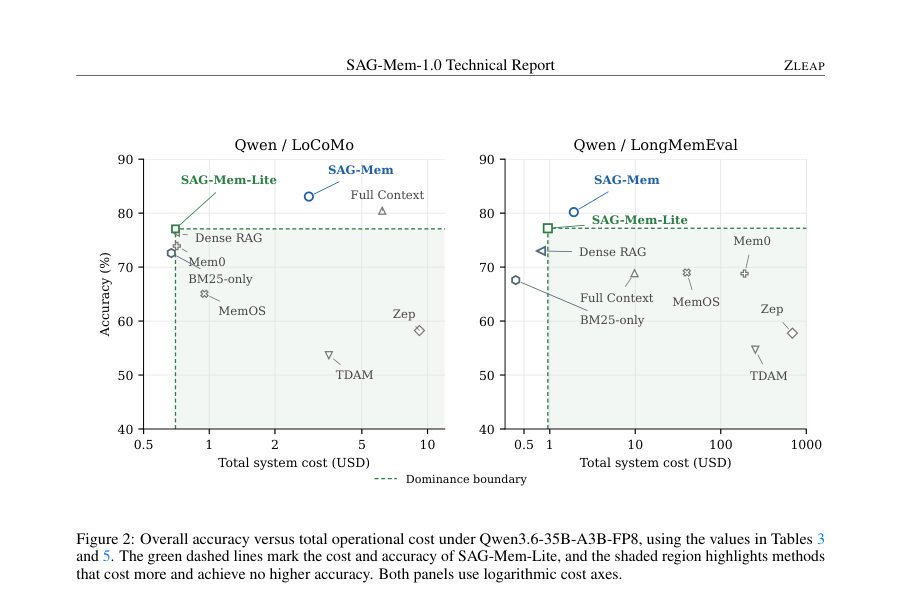 SAG-Mem-1.0 Technical Report ZLEAP
Qwen / LoCoMo
Accuracy (%)
90
80
70
60
50
40
SAG-Mem-Lite
SAG-Mem
Full Context
Dense RAG
Mem0
BM25-only
MemOS
Zep
TDAM
0.5 1 2 5 10
Total system cost (USD)
Qwen / LongMemEval
90
80
70
60
50
40
SAG-Mem
SAG-Mem-Lite
Mem0
Dense RAG
Full Context
MemOS
Zep
BM25-only
TDAM
0.5 1 10 100 1000
Total system cost (USD)
Dominance boundary
Figure 2: Overall accuracy versus total operational cost under Qwen3.6-35B-A3B-FP8, using the values in Tables 3
and 5. The green dashed lines mark the cost and accuracy of SAG-Mem-Lite, and the shaded region highlights methods
that cost more and achieve no higher accuracy. Both panels use logarithmic cost axes.